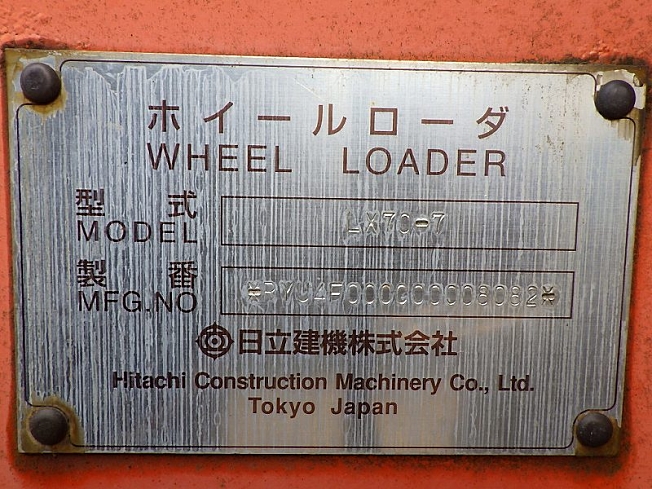 ホイールローダ
WHEEL LOADER
型式 LX70-7
MODEL
製番 *RYU4F000C00008082*
MFG.NO
日立建機株式会社
Hitachi Construction Machinery Co., Ltd.
Tokyo Japan